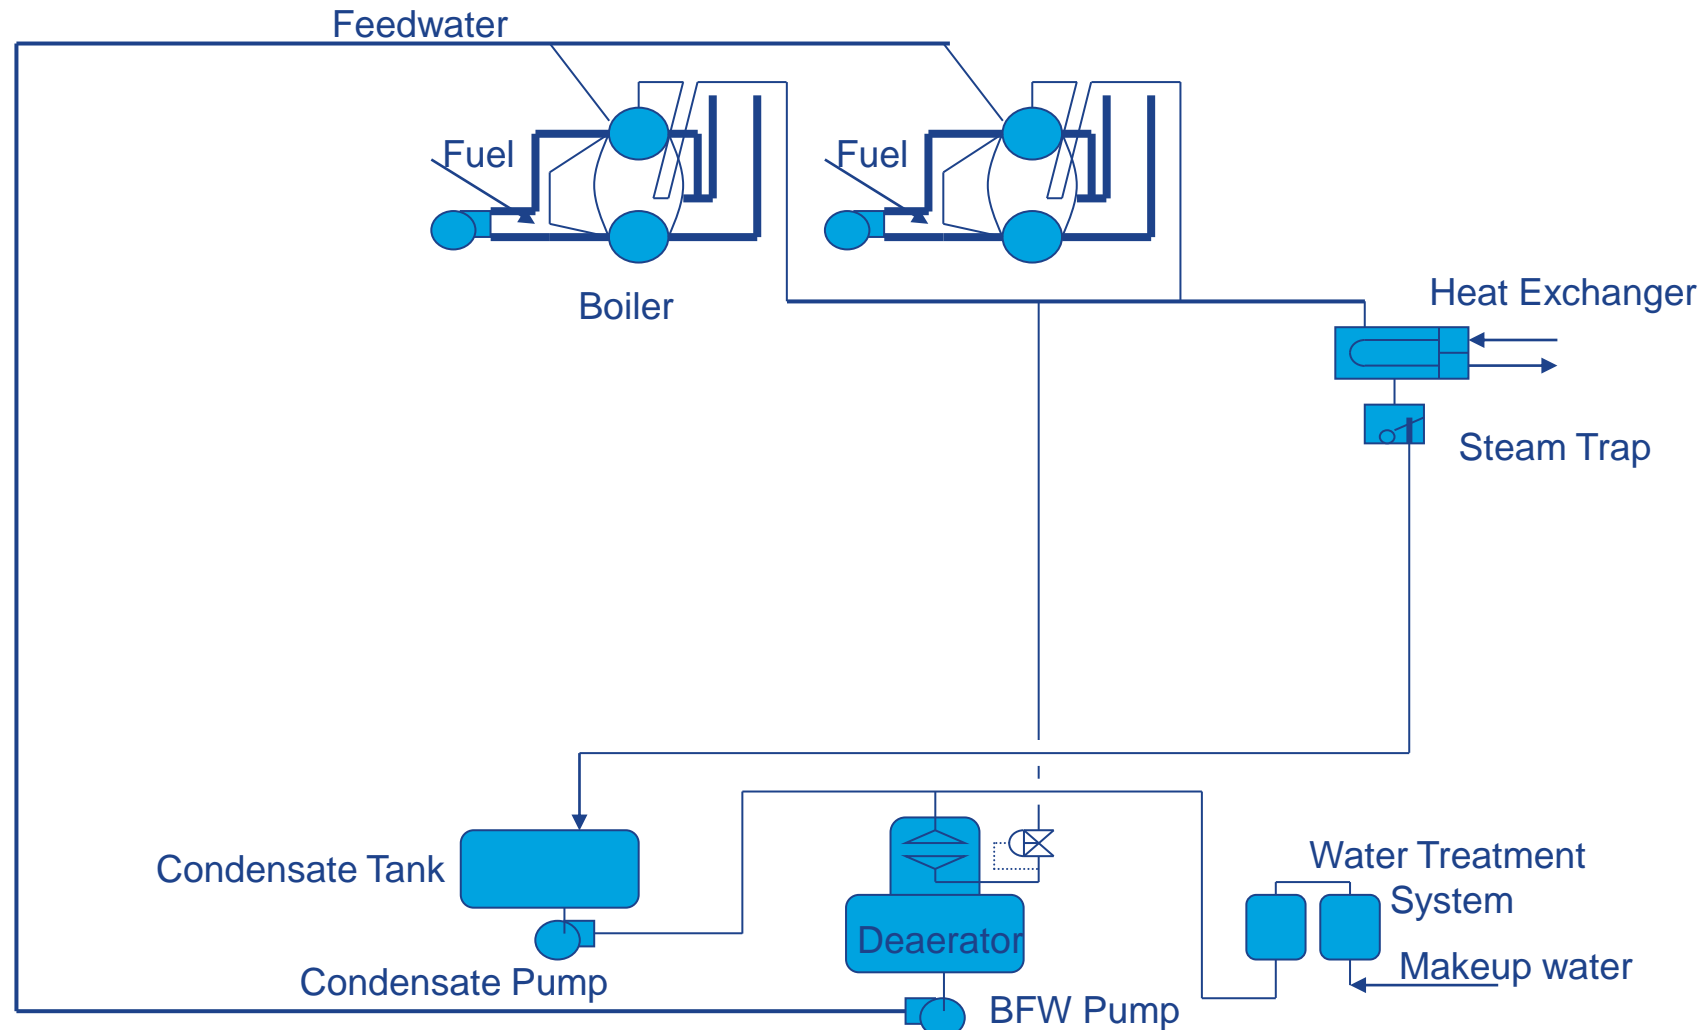 Feedwater
Fuel
Fuel
Boiler
Heat Exchanger
Steam Trap
Condensate Tank
Water Treatment
System
Deaerator
Makeup water
Condensate Pump
BFW Pump